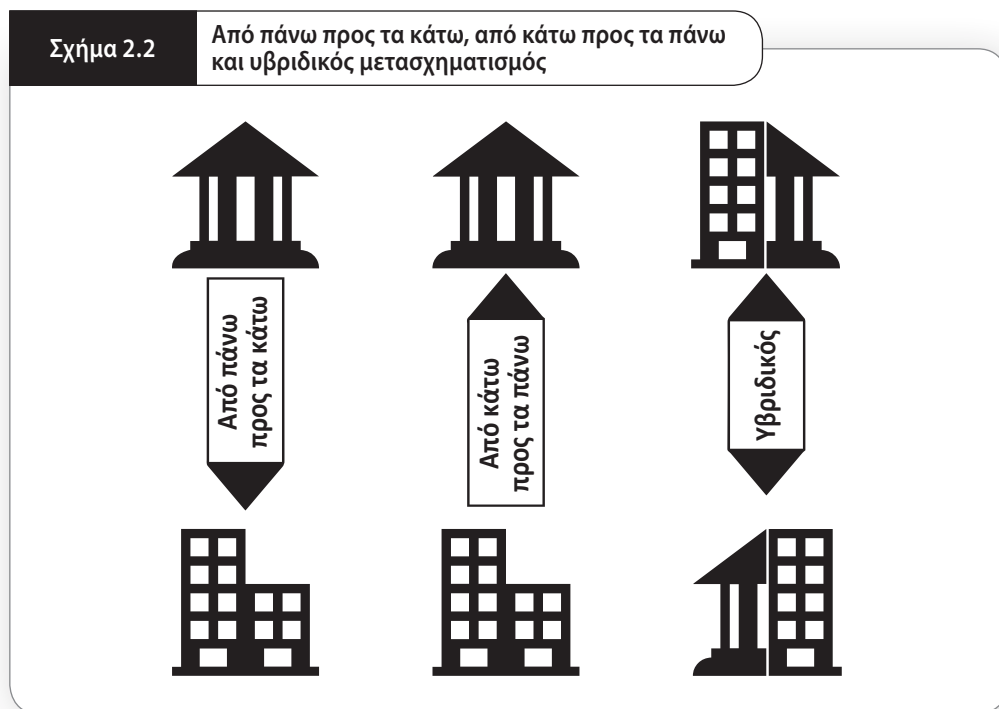 Σχήμα 2.2
Από πάνω προς τα κάτω, από κάτω προς τα πάνω
και υβριδικός μετασχηματισμός
Από πάνω
προς τα κάτω
Από κάτω
προς τα πάνω
Υβριδικός